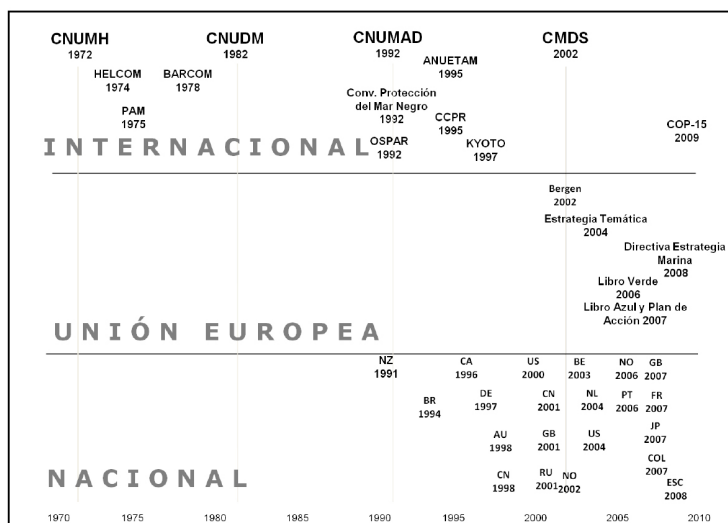 CNUMH CNUDM CNUMAD CMDS
1972 1982 1992 2002
ANUETAM
1995
HELCOM BARCOM
1974 1978
Conv. Protección
del Mar Negro
1992
PAM
1975
CCPR
1995
COP-15
2009
OSPAR
1992
KYOTO
1997
INTERNACIONAL
Bergen
2002
Estrategia Temática
2004
Directiva Estrategia
Marina
2008
Libro Verde
2006
Libro Azul y Plan de
Acción 2007
UNIÓN EUROPEA
NZ CA US BE NO GB
1991 1996 2000 2003 2006 2007
BR DE CN NL PT FR
1994 1997 2001 2004 2006 2007
AU GB US JP
1998 2001 2004 2007
CN RU NO COL
1998 2001 2002 2007
ESC
2008
NACIONAL
1970 1975 1980 1985 1990 1995 2000 2005 2010